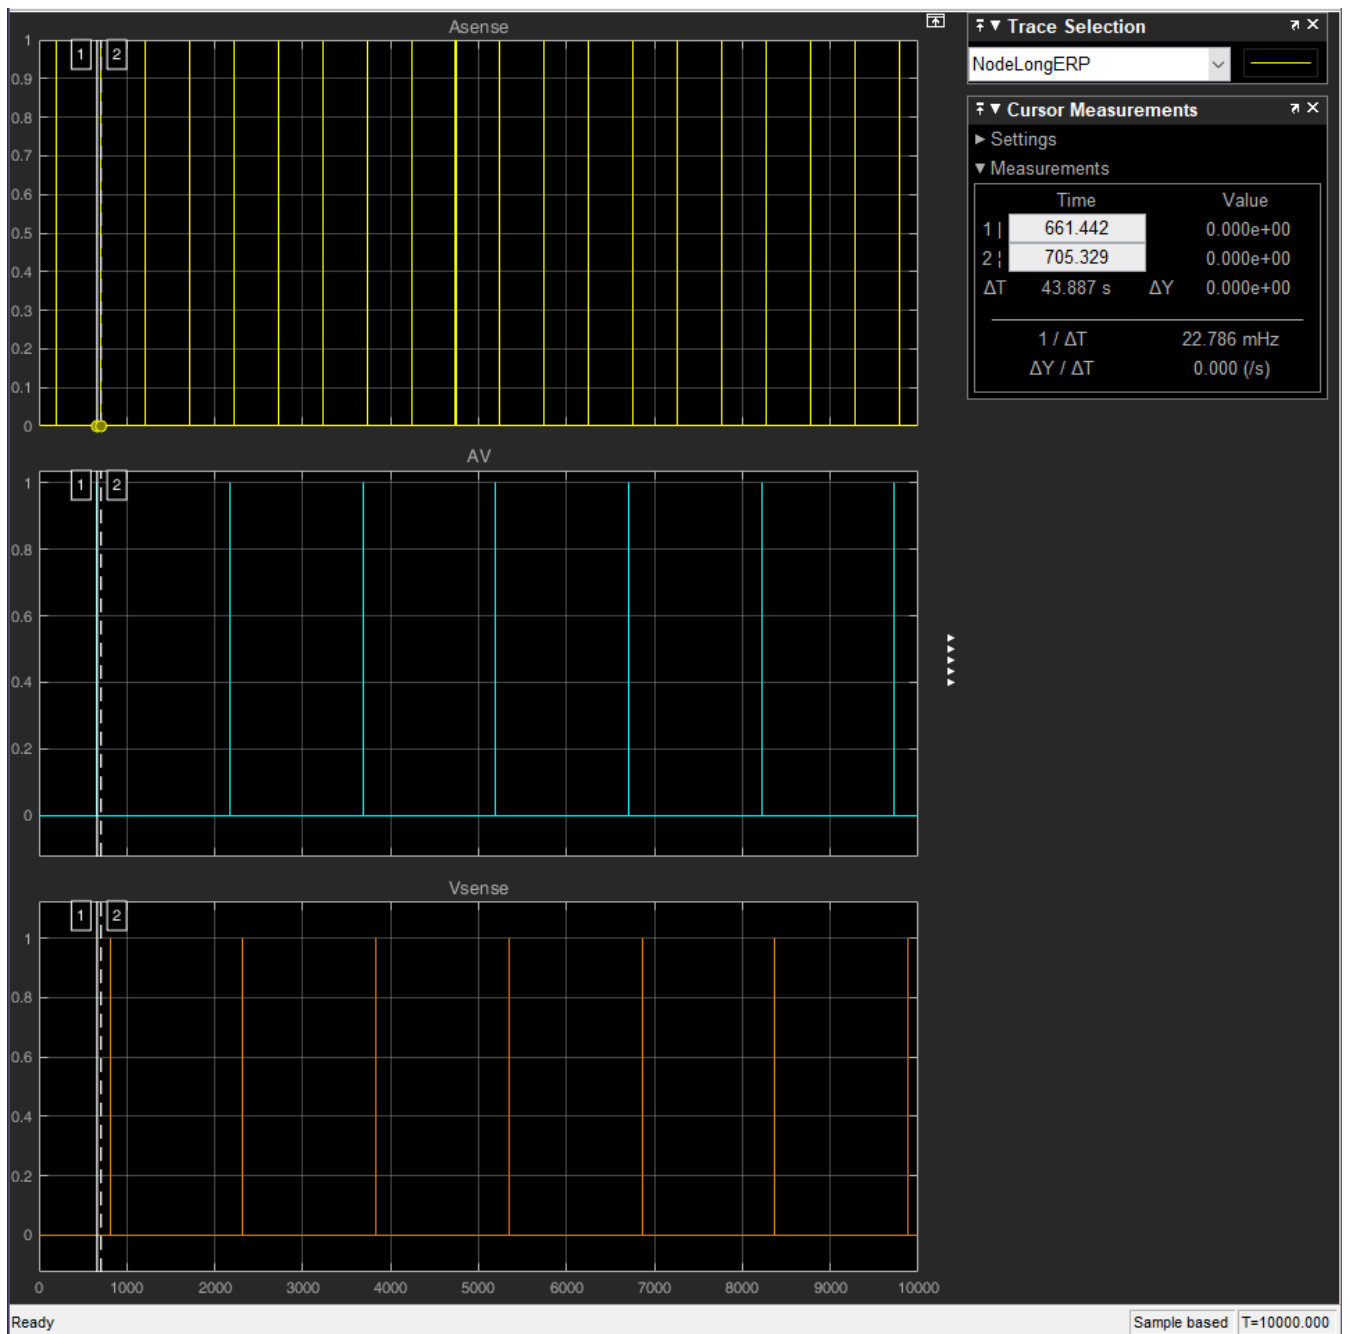 Asense
1
0.9
0.8
0.7
0.6
0.5
0.4
0.3
0.2
0.1
0
1 2
AV
1
0.8
0.6
0.4
0.2
0
1 2
Vsense
1
0.8
0.6
0.4
0.2
0
1 2
0 1000 2000 3000 4000 5000 6000 7000 8000 9000 10000
Trace Selection
NodeLongERP
Cursor Measurements
Settings
Measurements
Time Value
1 | 661.442 0.000e+00
2 ¦ 705.329 0.000e+00
ΔT 43.887 s ΔY 0.000e+00
1 / ΔT 22.786 mHz
ΔY / ΔT 0.000 (/s)
Ready
Sample based T=10000.000